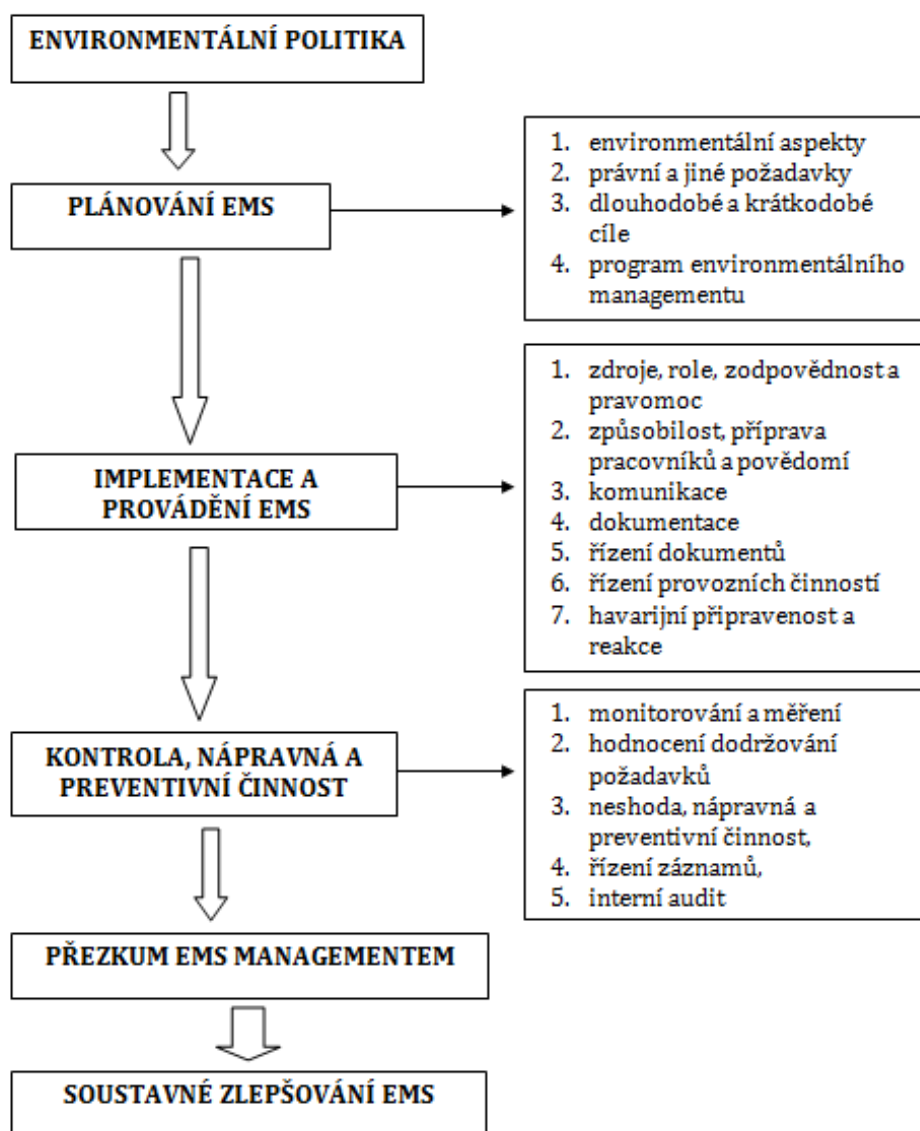 ENVIRONMENTÁLNÍ POLITIKA
PLÁNOVÁNÍ EMS
1. environmentální aspekty
2. právní a jiné požadavky
3. dlouhodobé a krátkodobé
cíle
4. program environmentálního
managementu
IMPLEMENTACE A
PROVÁDĚNÍ EMS
1. zdroje, role, zodpovědnost a
pravomoc
2. způsobilost, příprava
pracovníků a povědomí
3. komunikace
4. dokumentace
5. řízení dokumentů
6. řízení provozních činností
7. havarijní připravenost a
reakce
KONTROLA, NÁPRAVNÁ A
PREVENTIVNÍ ČINNOST
1. monitorování a měření
2. hodnocení dodržování
požadavků
3. neshoda, nápravná a
preventivní činnost,
4. řízení záznamů,
5. interní audit
PŘEZKUM EMS MANAGEMENTEM
SOUSTAVNÉ ZLEPŠOVÁNÍ EMS